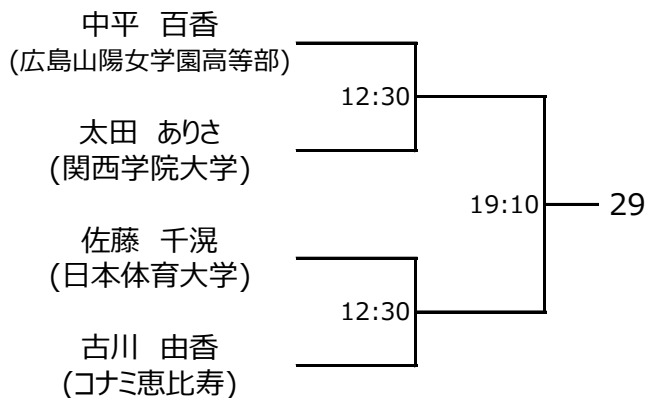 中平 百香
(広島山陽女学園高等部)
12:30
太田 ありさ
(関西学院大学)
19:10
29
佐藤 千滉
(日本体育大学)
12:30
古川 由香
(コナミ恵比寿)